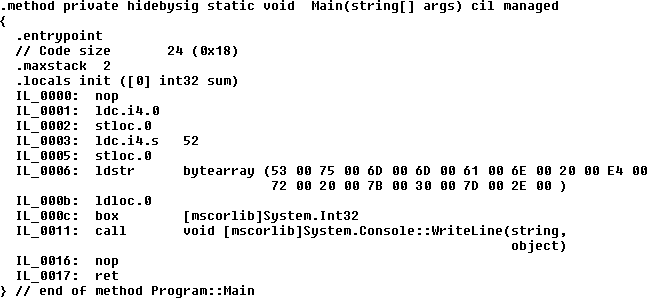 .method private hidebysig static void  Main(string[] args) cil managed
{
  .entrypoint
  // Code size       24 (0x18)
  .maxstack  2
  .locals init ([0] int32 sum)
  IL_0000:  nop
  IL_0001:  ldc.i4.0
  IL_0002:  stloc.0
  IL_0003:  ldc.i4.s   52
  IL_0005:  stloc.0
  IL_0006:  ldstr      bytearray (53 00 75 00 6D 00 6D 00 61 00 6E 00 20 00 E4 00
                                  72 00 20 00 7B 00 30 00 7D 00 2E 00 )
  IL_000b:  ldloc.0
  IL_000c:  box        [mscorlib]System.Int32
  IL_0011:  call       void [mscorlib]System.Console::WriteLine(string,
                                                                object)
  IL_0016:  nop
  IL_0017:  ret
} // end of method Program::Main